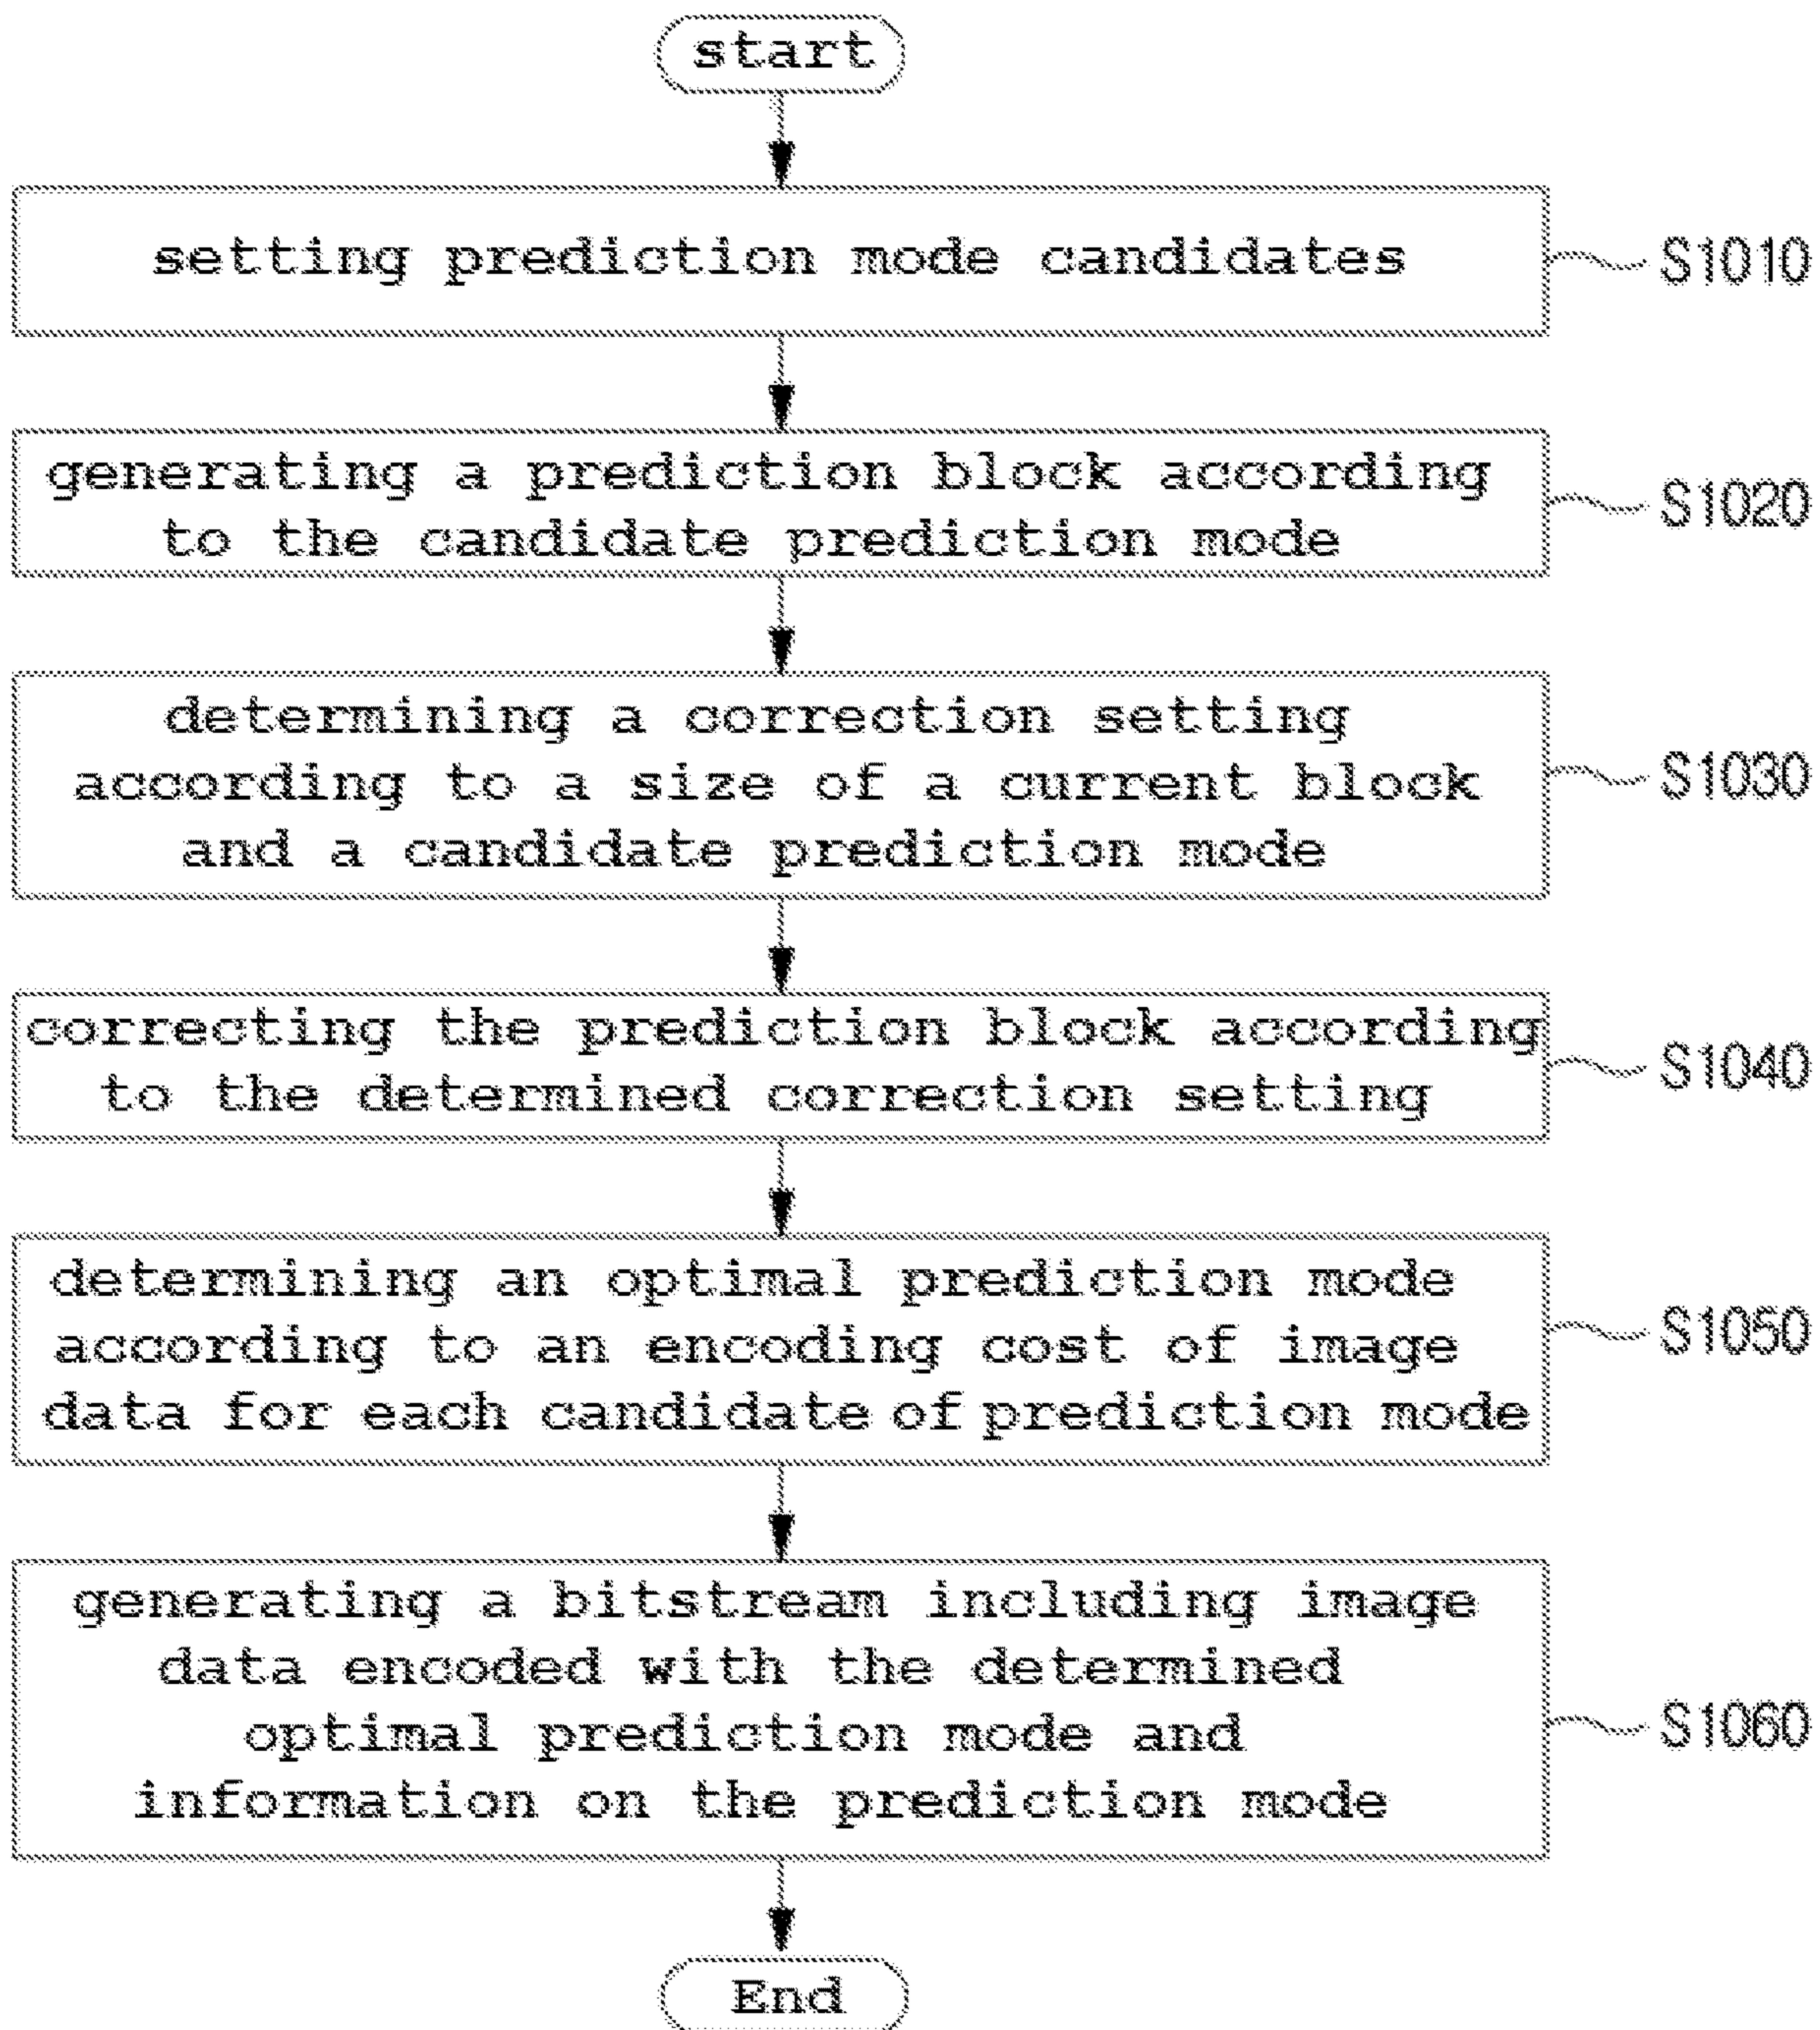 start
setting prediction mode candidates
S1010
generating a prediction block according
to the candidate prediction mode
S1020
determining a correction setting
according to a size of a current block
and a candidate prediction mode
S1030
correcting the prediction block according
to the determined correction setting
S1040
determining an optimal prediction mode
according to an encoding cost of image
data for each candidate of prediction mode
S1050
generating a bitstream including image
data encoded with the determined
optimal prediction mode and
information on the prediction mode
S1060
End